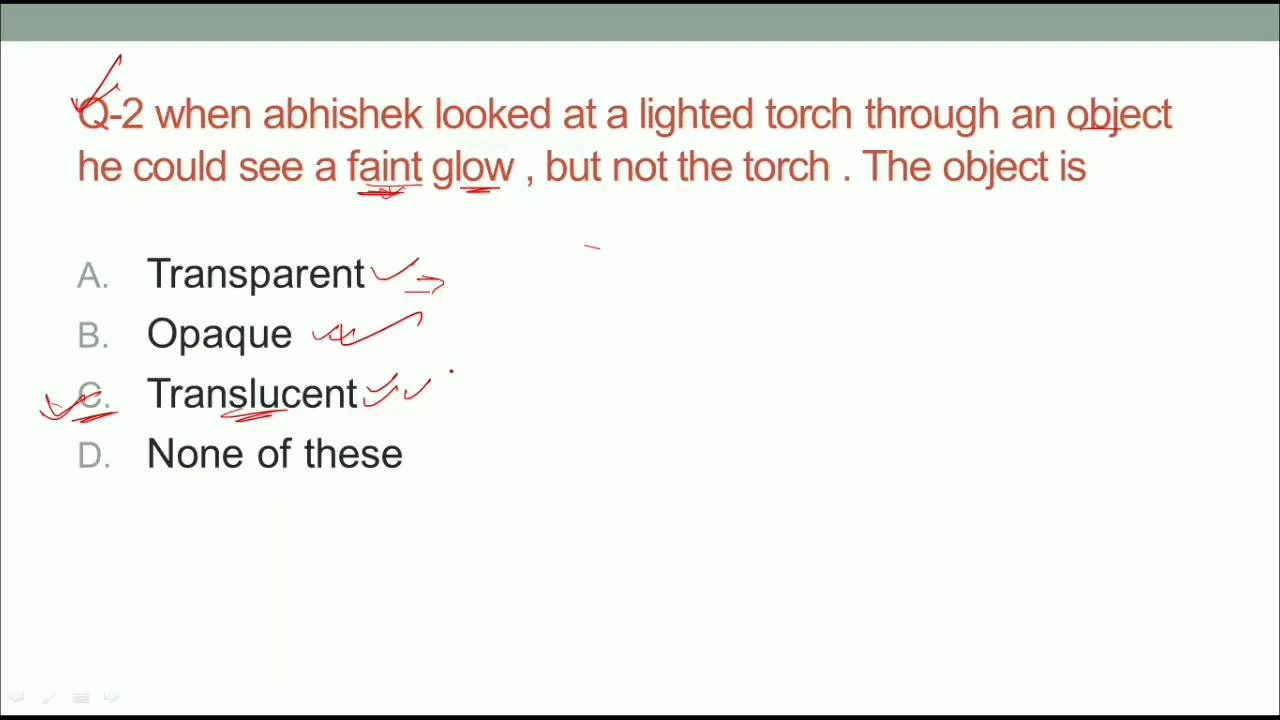 Q-2 when abhishek looked at a lighted torch through an object
he could see a faint glow , but not the torch . The object is
A. Transparent
B. Opaque
C. Translucent
D. None of these